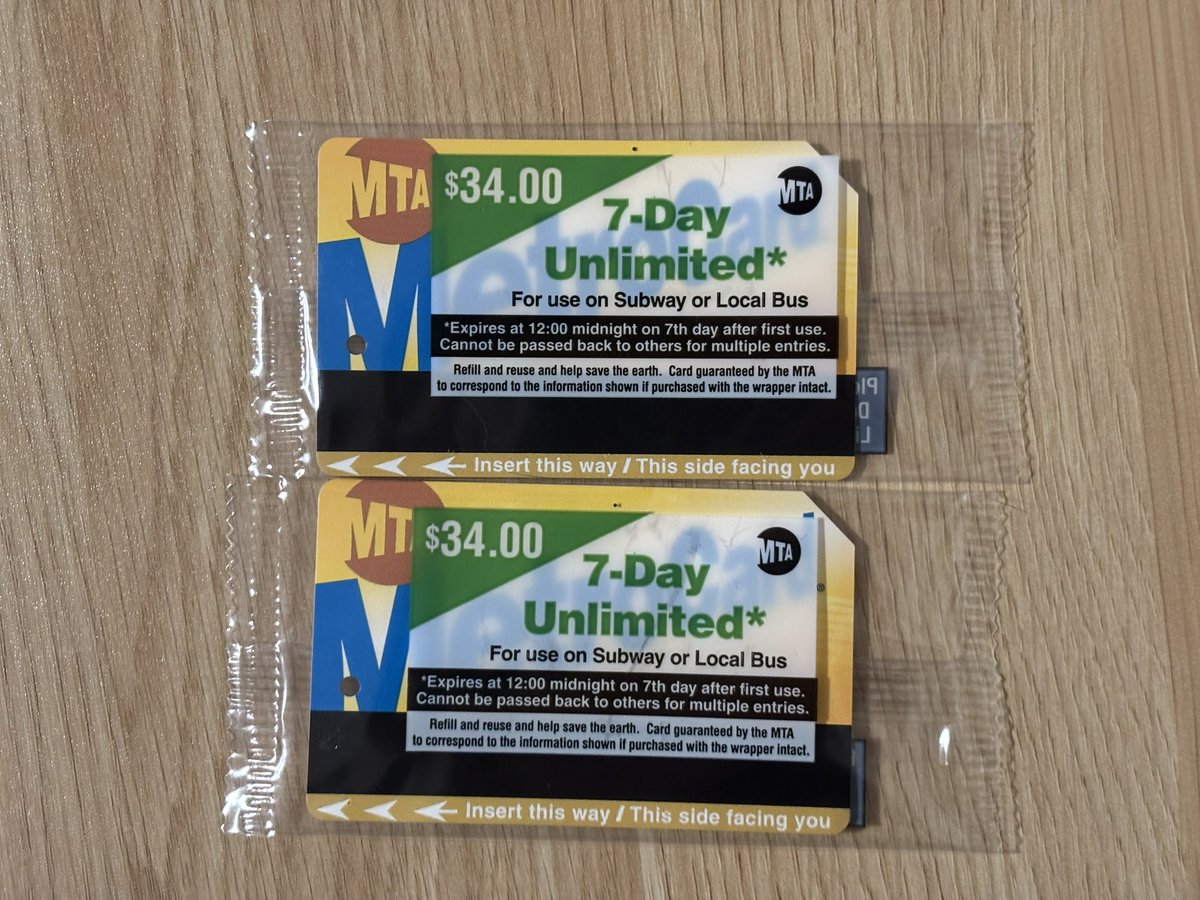 MTA
$34.00
MTA
7-Day
Unlimited*
MetroCard
For use on Subway or Local Bus
*Expires at 12:00 midnight on 7th day after first use.
Cannot be passed back to others for multiple entries.
Refill and reuse and help save the earth. Card guaranteed by the MTA
to correspond to the information shown if purchased with the wrapper intact.
Insert this way / This side facing you
MT
$34.00
MTA
7-Day
Unlimited*
MetroCard
®
For use on Subway or Local Bus
*Expires at 12:00 midnight on 7th day after first use.
Cannot be passed back to others for multiple entries.
Refill and reuse and help save the earth. Card guaranteed by the MTA
to correspond to the information shown if purchased with the wrapper intact.
Insert this way / This side facing you